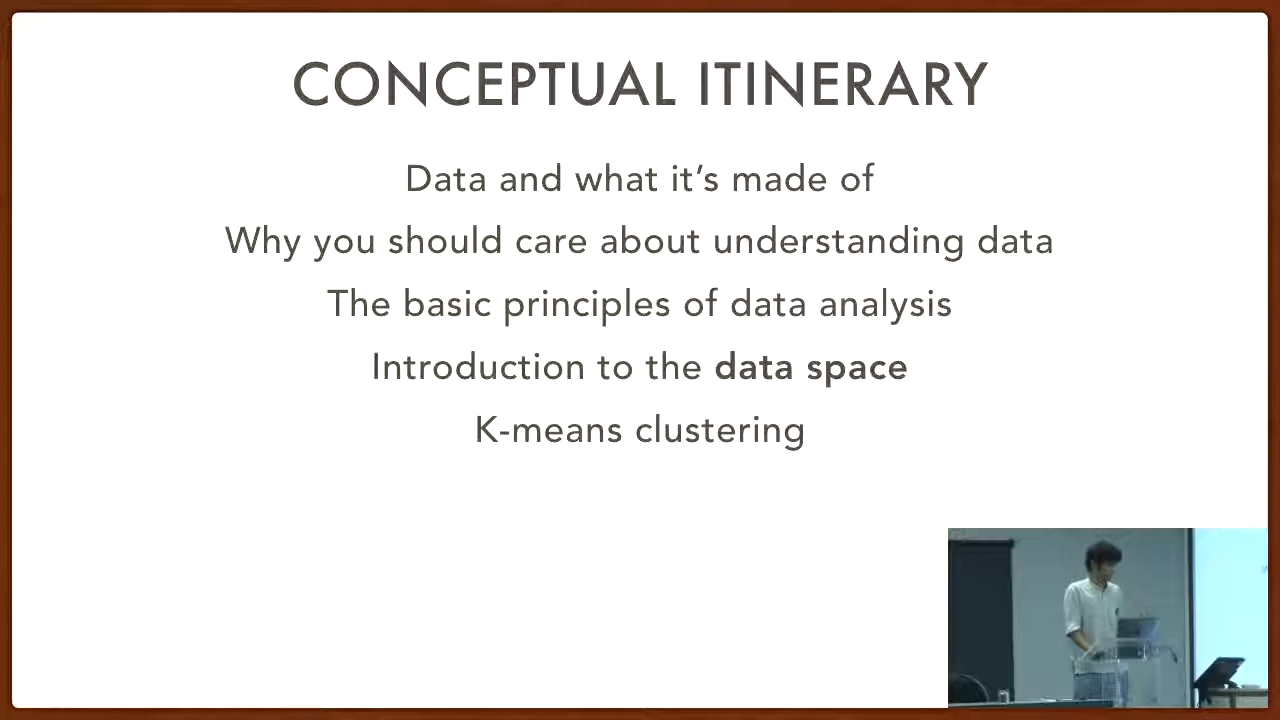 CONCEPTUAL ITINERARY
Data and what it's made of
Why you should care about understanding data
The basic principles of data analysis
Introduction to the data space
K-means clustering